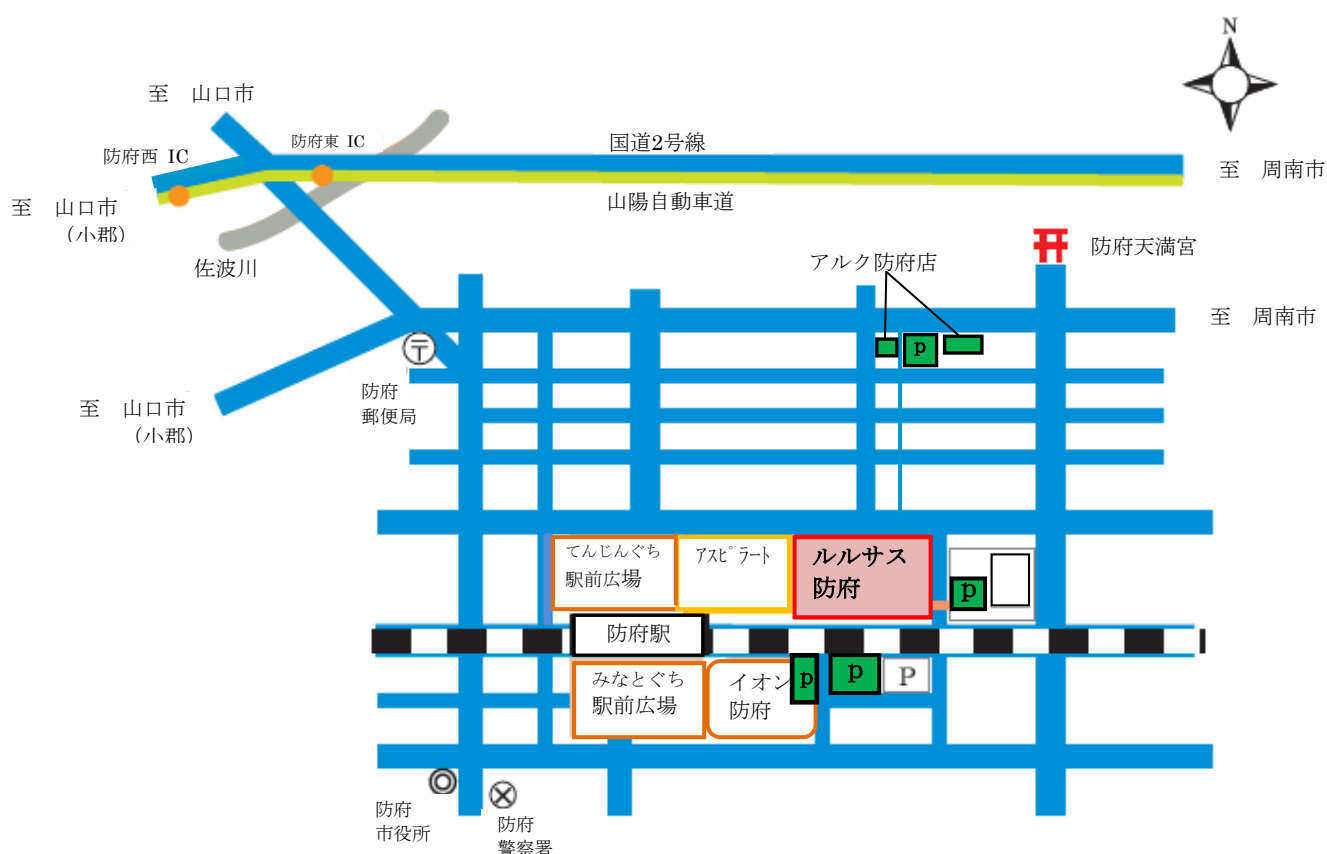 N
至　山口市
防府東 IC
国道2号線
防府西 IC
至　周南市
山陽自動車道
至　山口市
（小郡）
防府天満宮
佐波川
アルク防府店
至　周南市
p
防府
郵便局
至　山口市
（小郡）
てんじんぐち
駅前広場
ｱｽﾋﾟﾗｰﾄ
ルルサス
防府
p
防府駅
みなとぐち
駅前広場
イオン
防府
p
p
P
防府
市役所
防府
警察署